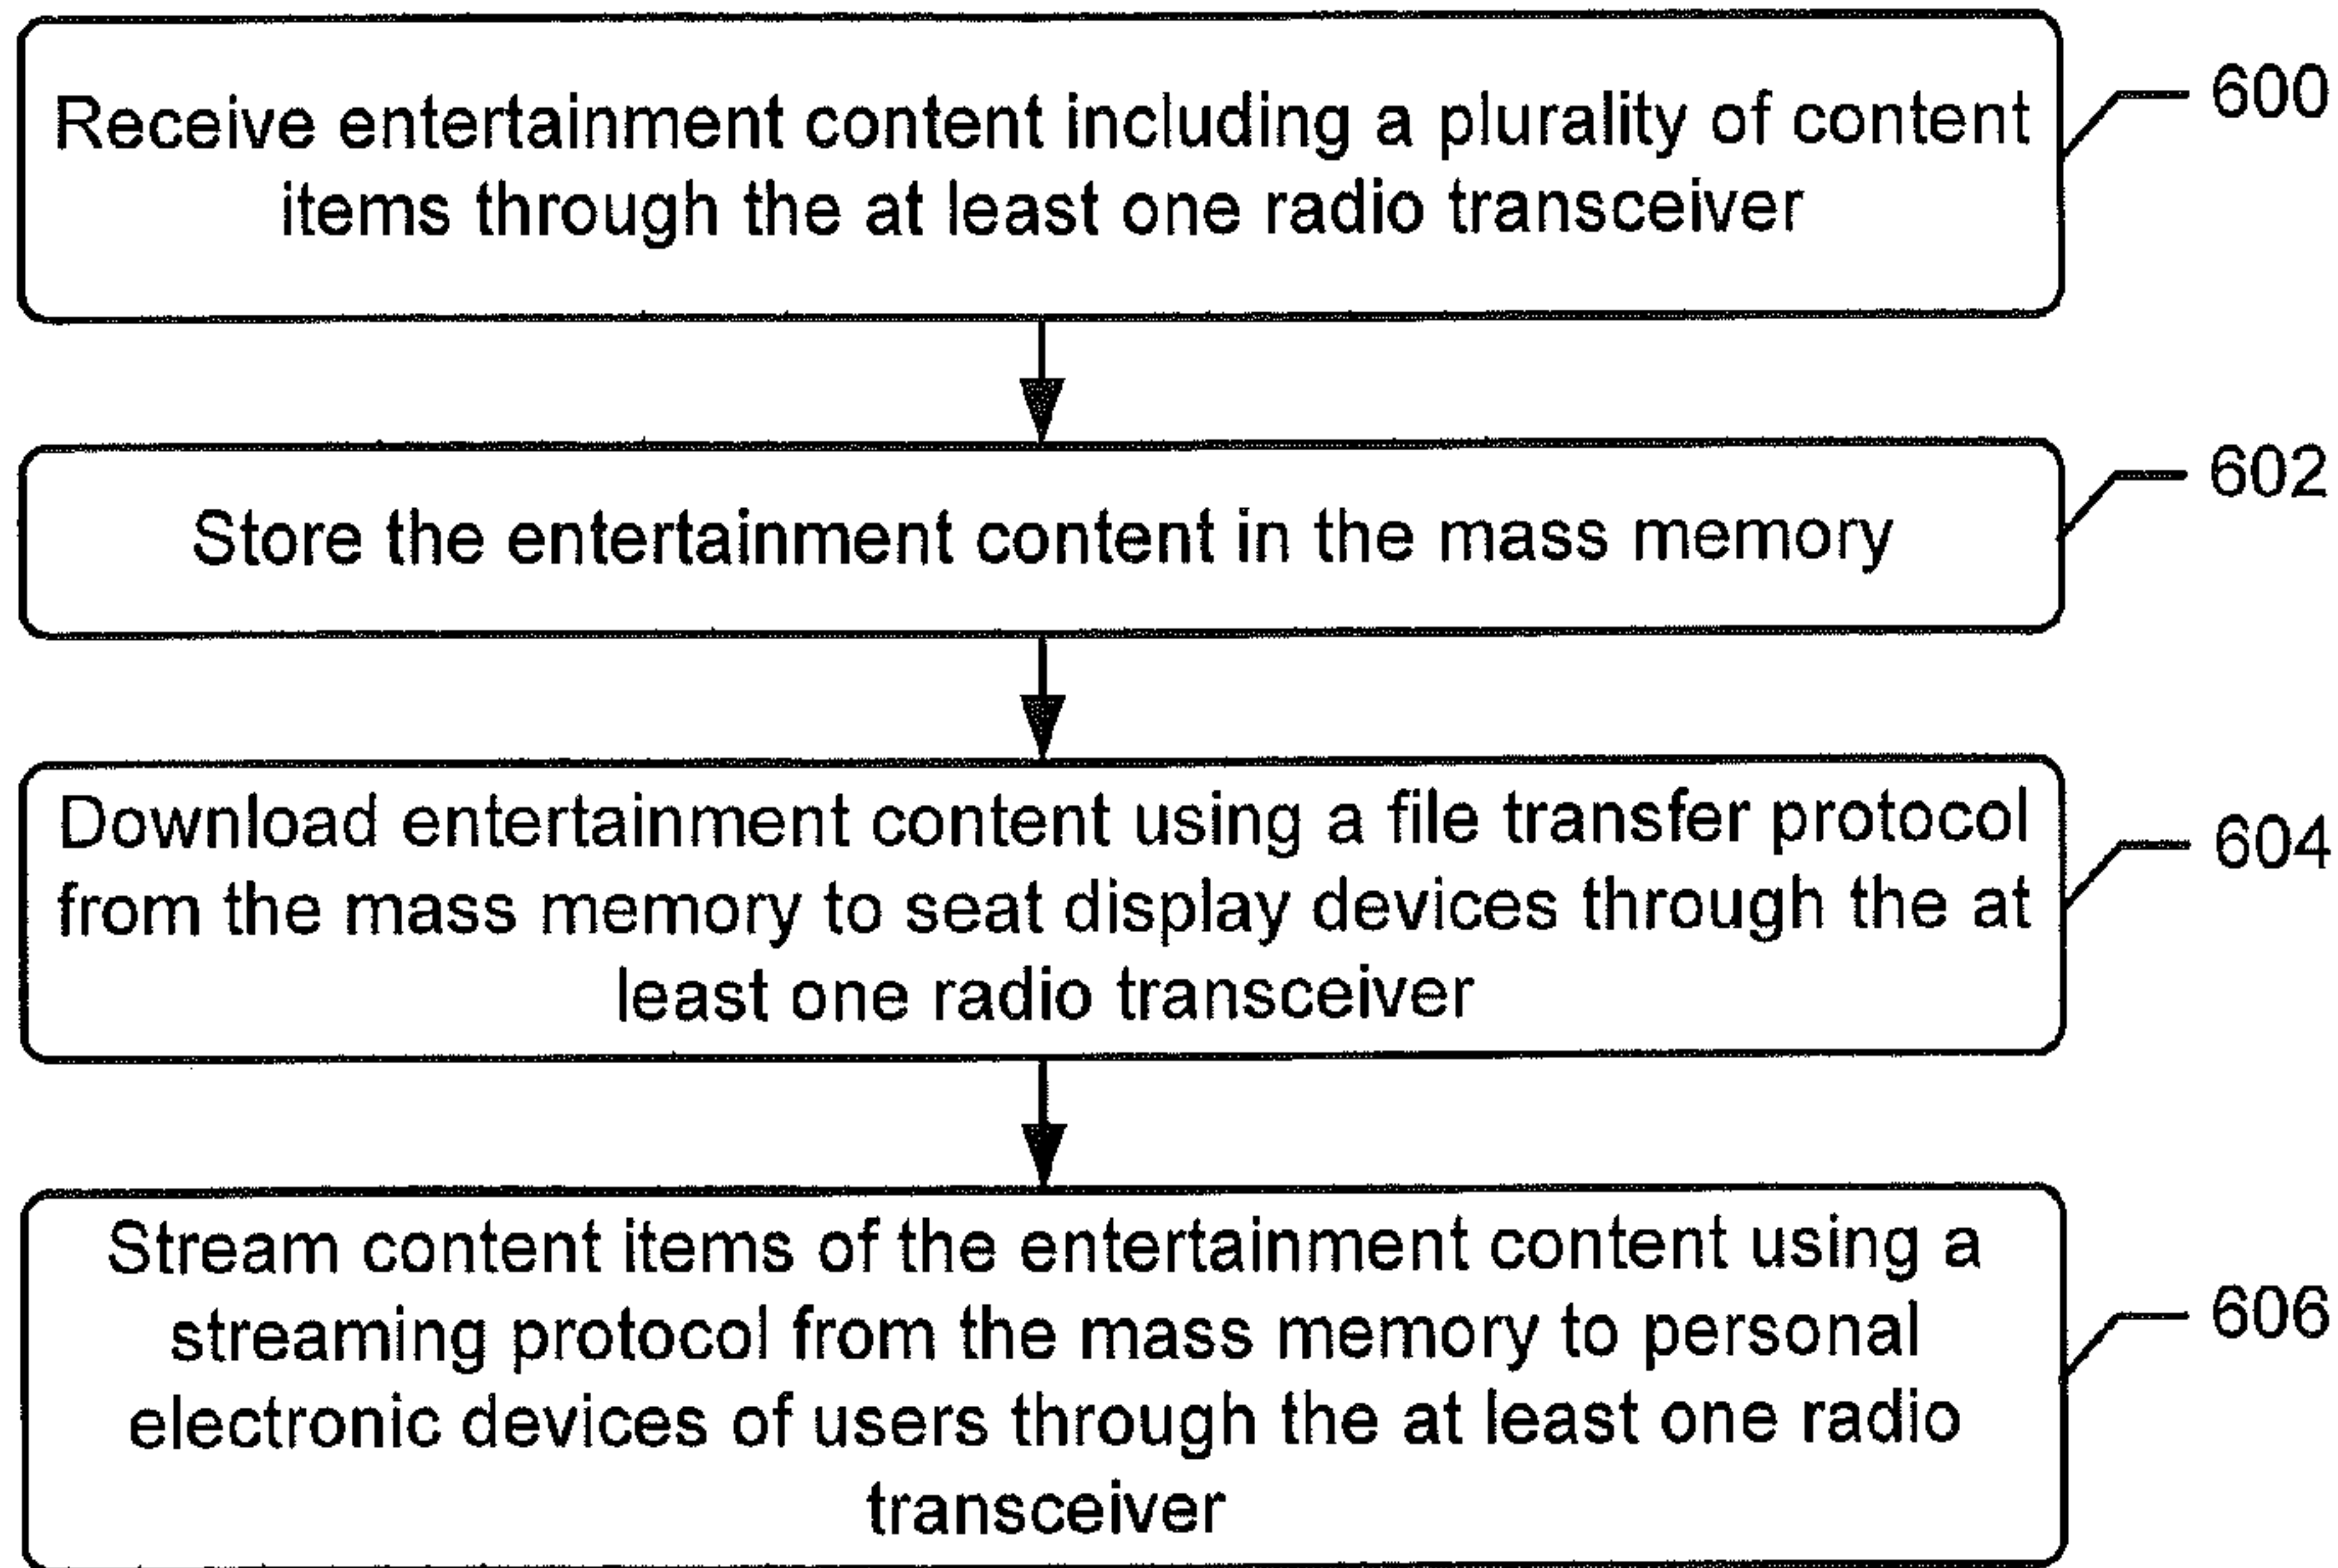 Receive entertainment content including a plurality of content
items through the at least one radio transceiver
600
Store the entertainment content in the mass memory
602
Download entertainment content using a file transfer protocol
from the mass memory to seat display devices through the at
least one radio transceiver
604
Stream content items of the entertainment content using a
streaming protocol from the mass memory to personal
electronic devices of users through the at least one radio
transceiver
606